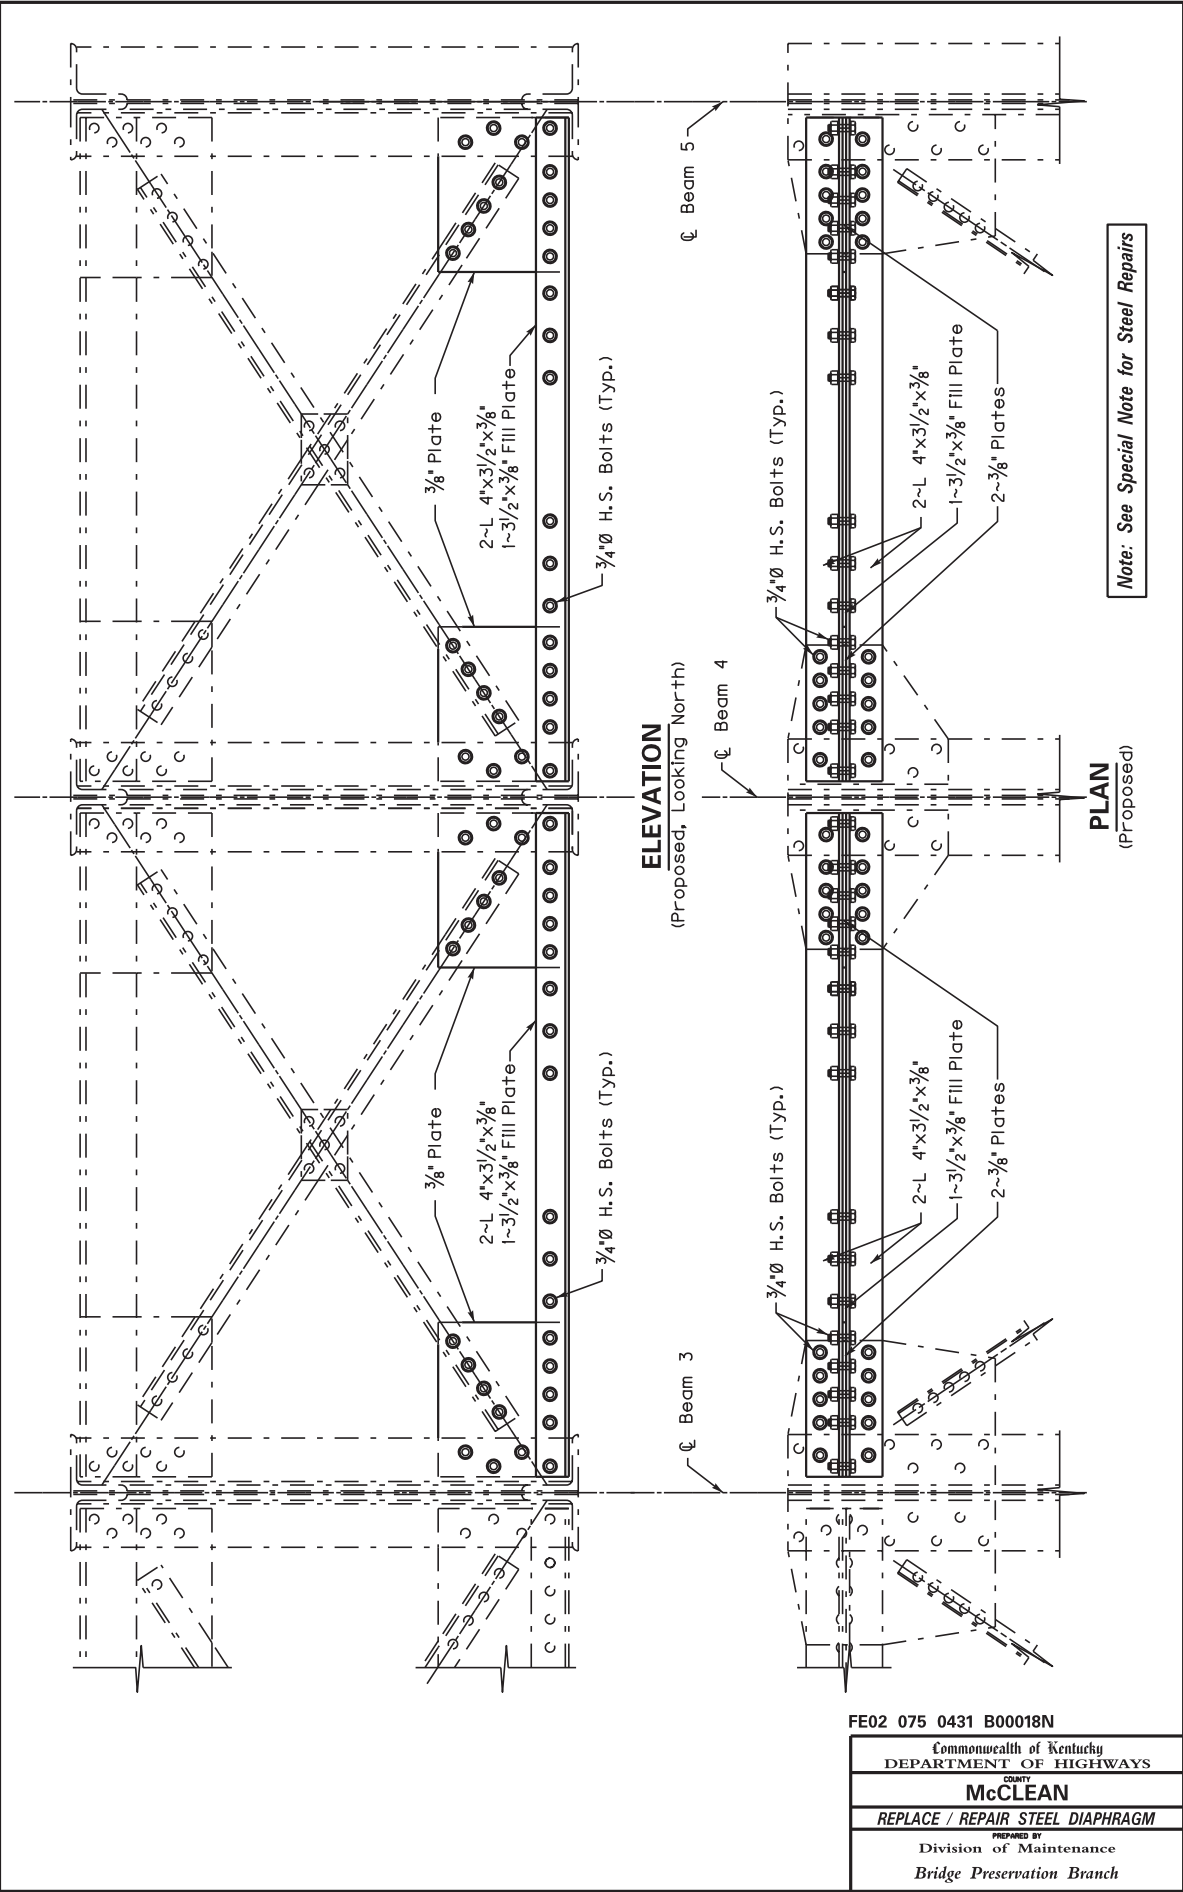 ℄ Beam 5
3/8" Plate
2~L 4"x3 1/2"x3/8"
1~3 1/2"x3/8" Fill Plate
3/4"Ø H.S. Bolts (Typ.)
3/4"Ø H.S. Bolts (Typ.)
2~L 4"x3 1/2"x3/8"
1~3 1/2"x3/8" Fill Plate
2~3/8" Plates
Note: See Special Note for Steel Repairs
ELEVATION
(Proposed, Looking North)
℄ Beam 4
PLAN
(Proposed)
3/8" Plate
2~L 4"x3 1/2"x3/8"
1~3 1/2"x3/8" Fill Plate
3/4"Ø H.S. Bolts (Typ.)
3/4"Ø H.S. Bolts (Typ.)
2~L 4"x3 1/2"x3/8"
1~3 1/2"x3/8" Fill Plate
2~3/8" Plates
℄ Beam 3
FE02 075 0431 B00018N
Commonwealth of Kentucky
DEPARTMENT OF HIGHWAYS
COUNTY
McCLEAN
REPLACE / REPAIR STEEL DIAPHRAGM
PREPARED BY
Division of Maintenance
Bridge Preservation Branch